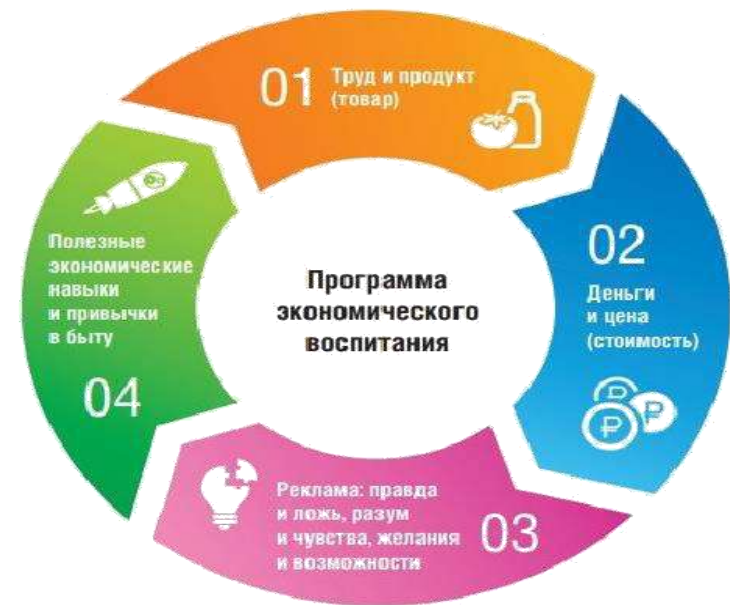 01 Труд и продукт
(товар)
02
Деньги
и цена
(стоимость)
Реклама: правда
и ложь, разум
и чувства, желания
и возможности
03
Полезные
экономические
навыки
и привычки
в быту
04
Программа
экономического
воспитания